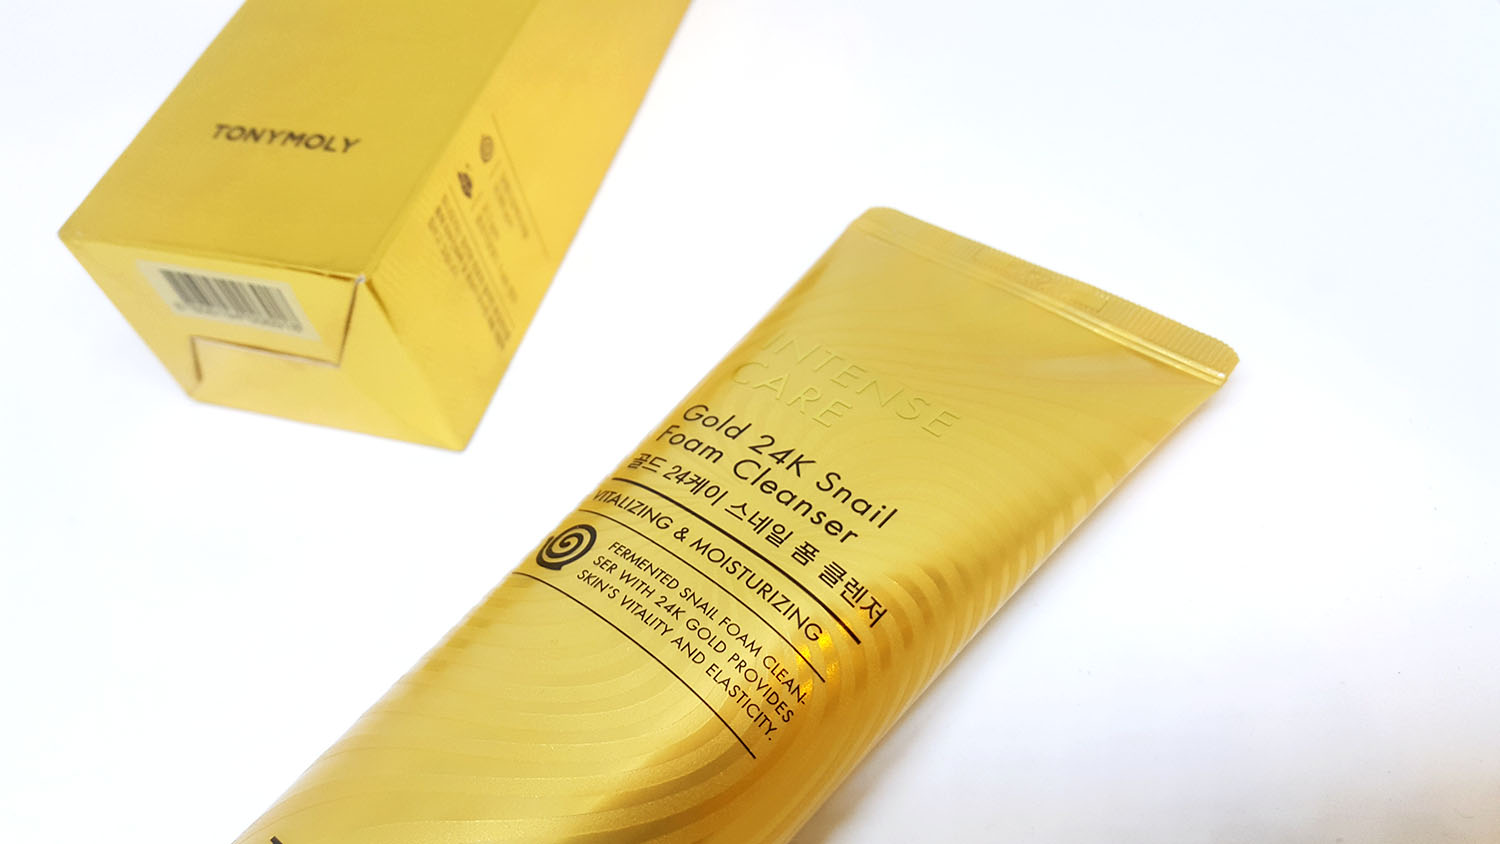 TONYMOLY
INTENSE
CARE
Gold 24K Snail
Foam Cleanser
골드 24케이 스네일 폼 클렌저
VITALIZING & MOISTURIZING
FERMENTED SNAIL FOAM CLEAN-
SER WITH 24K GOLD PROVIDES
SKIN'S VITALITY AND ELASTICITY.